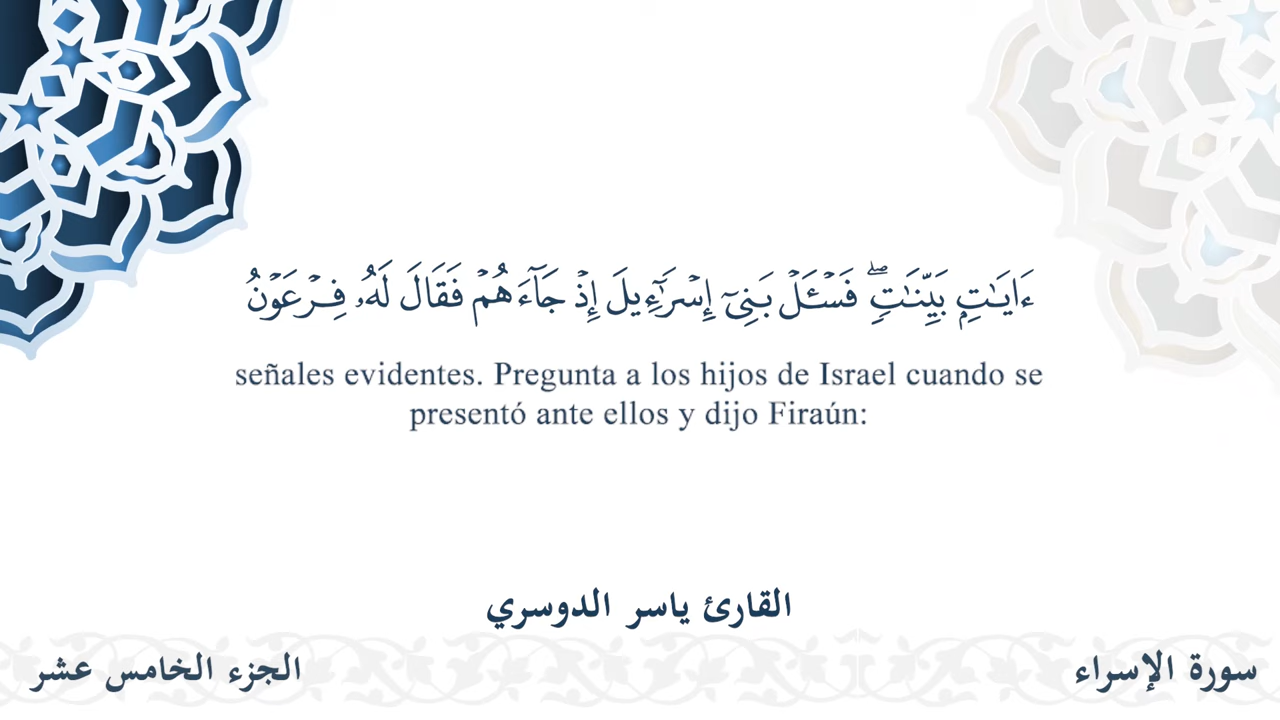 ءَايَٰتِۭ بَيِّنَٰتٖۖ فَسۡـَٔلۡ بَنِيٓ إِسۡرَٰٓءِيلَ إِذۡ جَآءَهُمۡ فَقَالَ لَهُۥ فِرۡعَوۡنُ
señales evidentes. Pregunta a los hijos de Israel cuando se
presentó ante ellos y dijo Firaún:
القارئ ياسر الدوسري
سورة الإسراء
الجزء الخامس عشر